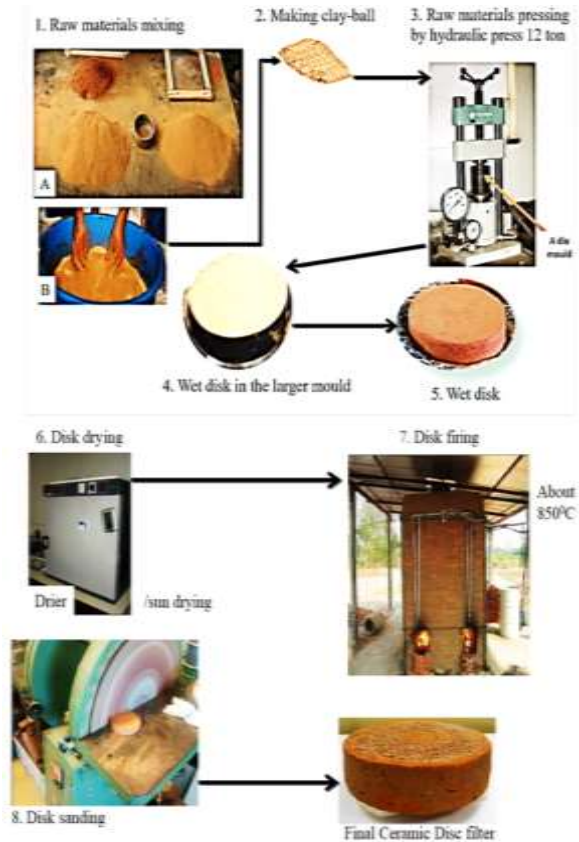 1. Raw materials mixing
2. Making clay-ball
3. Raw materials pressing
by hydraulic press 12 ton
A
B
A die
mould
4. Wet disk in the larger mould
5. Wet disk
6. Disk drying
7. Disk firing
About
850⁰C
Drier
/sun drying
8. Disk sanding
Final Ceramic Disc filter